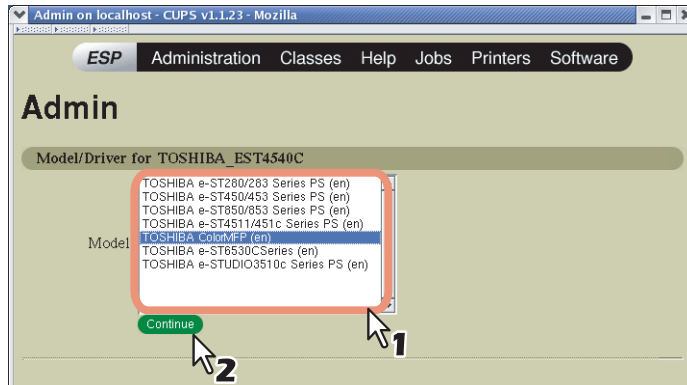 Admin on localhost - CUPS v1.1.23 - Mozilla
ESP Administration Classes Help Jobs Printers Software
Admin
Model/Driver for TOSHIBA_EST4540C
TOSHIBA e-ST280/283 Series PS (en)
TOSHIBA e-ST450/453 Series PS (en)
TOSHIBA e-ST850/853 Series PS (en)
TOSHIBA e-ST4511/451c Series PS (en)
Model
TOSHIBA ColorMFP (en)
TOSHIBA e-ST6530CSeries (en)
TOSHIBA e-STUDIO3510c Series PS (en)
Continue
1
2